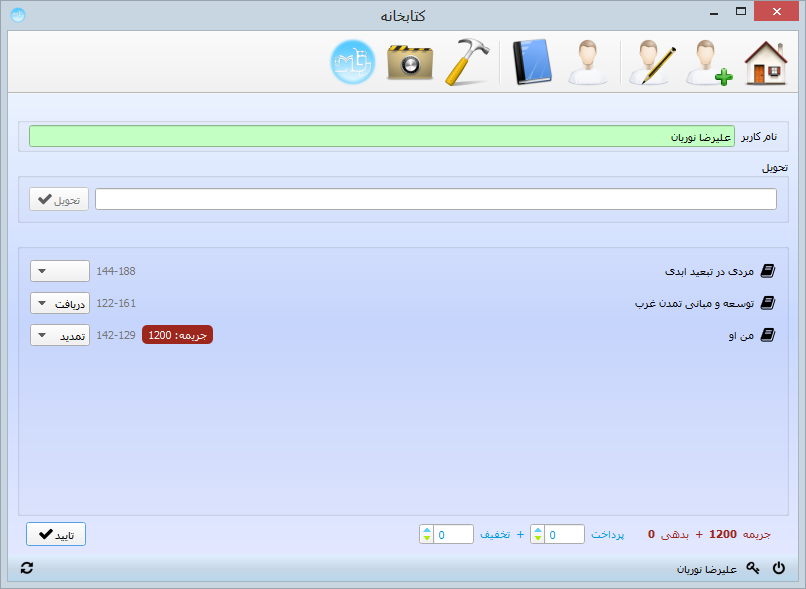 کتابخانه
نام کاربر علیرضا نوریان
تحویل
تحویل
مردی در تبعید ابدی 144-188
توسعه و مبانی تمدن غرب 122-161 دریافت
من او جریمه: 1200 142-129 تمدید
جریمه 1200 + بدهی 0 پرداخت 0 + تخفیف 0 تایید
علیرضا نوریان